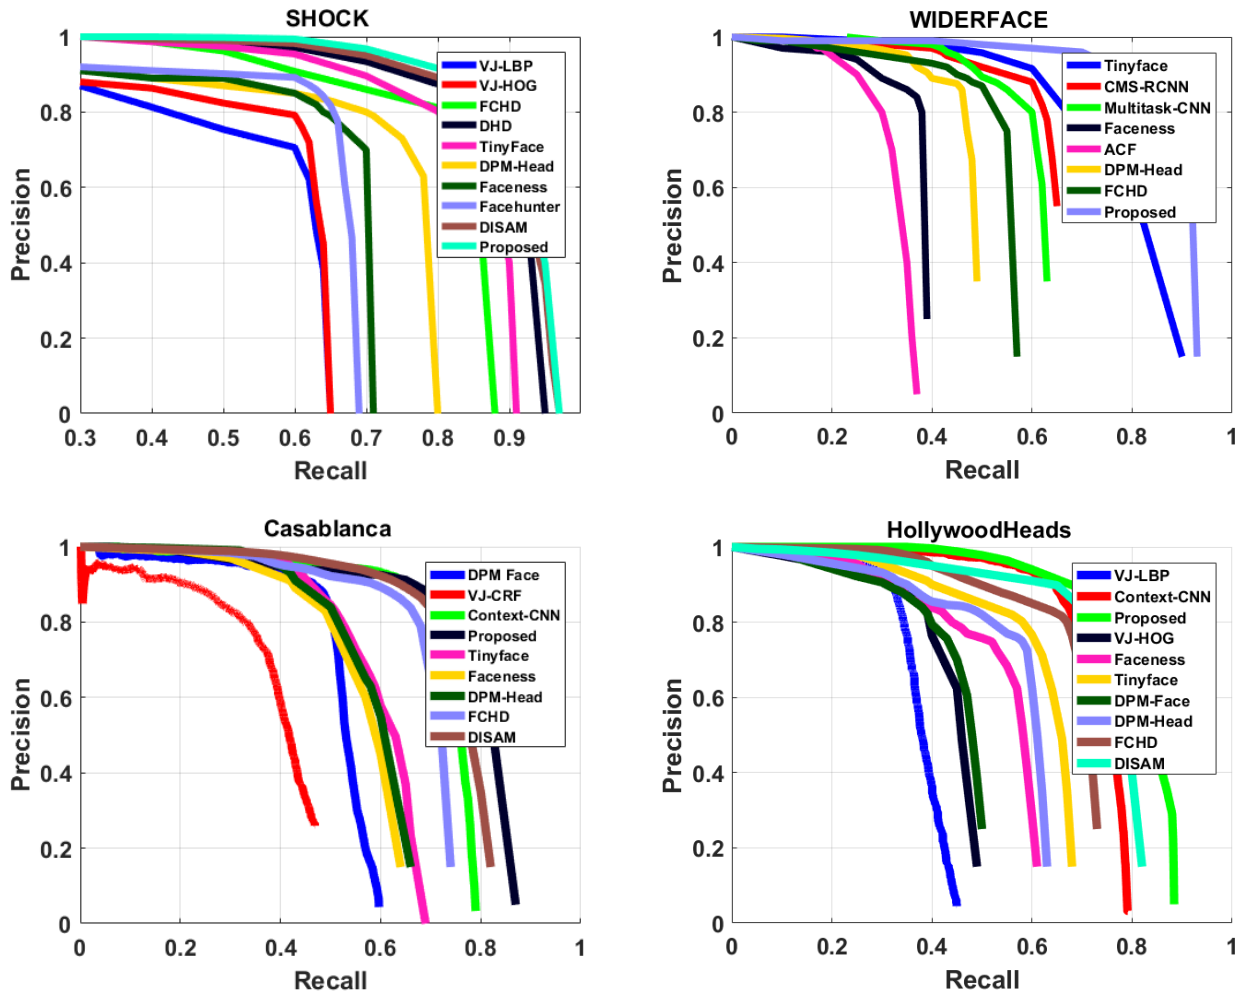 SHOCK
1
0.8
0.6
0.4
0.2
0
0.3
0.4
0.5
0.6
0.7
0.8
0.9
Precision
Recall
VJ-LBP
VJ-HOG
FCHD
DHD
TinyFace
DPM-Head
Faceness
Facehunter
DISAM
Proposed
WIDERFACE
1
0.8
0.6
0.4
0.2
0
0
0.2
0.4
0.6
0.8
1
Precision
Recall
Tinyface
CMS-RCNN
Multitask-CNN
Faceness
ACF
DPM-Head
FCHD
Proposed
Casablanca
1
0.8
0.6
0.4
0.2
0
0
0.2
0.4
0.6
0.8
1
Precision
Recall
DPM Face
VJ-CRF
Context-CNN
Proposed
Tinyface
Faceness
DPM-Head
FCHD
DISAM
HollywoodHeads
1
0.8
0.6
0.4
0.2
0
0
0.2
0.4
0.6
0.8
1
Precision
Recall
VJ-LBP
Context-CNN
Proposed
VJ-HOG
Faceness
Tinyface
DPM-Face
DPM-Head
FCHD
DISAM